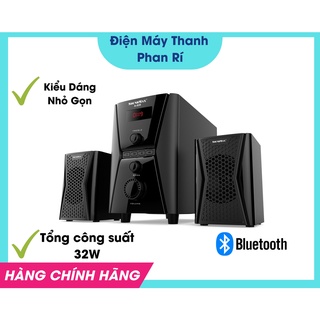 Điện Máy Thanh
Phan Rí
Kiểu Dáng
Nhỏ Gọn
Tổng công suất
32W
Bluetooth
HÀNG CHÍNH HÃNG